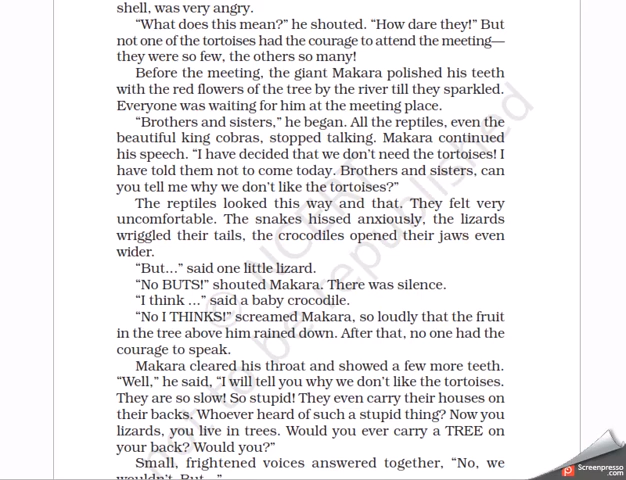 shell, was very angry.
“What does this mean?” he shouted. “How dare they!” But
not one of the tortoises had the courage to attend the meeting—
they were so few, the others so many!
Before the meeting, the giant Makara polished his teeth
with the red flowers of the tree by the river till they sparkled.
Everyone was waiting for him at the meeting place.
“Brothers and sisters,” he began. All the reptiles, even the
beautiful king cobras, stopped talking. Makara continued
his speech. “I have decided that we don’t need the tortoises! I
have told them not to come today. Brothers and sisters, can
you tell me why we don’t like the tortoises?”
The reptiles looked this way and that. They felt very
uncomfortable. The snakes hissed anxiously, the lizards
wriggled their tails, the crocodiles opened their jaws even
wider.
“But...” said one little lizard.
“No BUTS!” shouted Makara. There was silence.
“I think ...” said a baby crocodile.
“No I THINKS!” screamed Makara, so loudly that the fruit
in the tree above him rained down. After that, no one had the
courage to speak.
Makara cleared his throat and showed a few more teeth.
“Well,” he said, “I will tell you why we don’t like the tortoises.
They are so slow! So stupid! They even carry their houses on
their backs. Whoever heard of such a stupid thing? Now you
lizards, you live in trees. Would you ever carry a TREE on
your back? Would you?”
Small, frightened voices answered together, “No, we
wouldn’t. But...”
© NCERT
not to be republished
Screenpresso
screenpresso.com